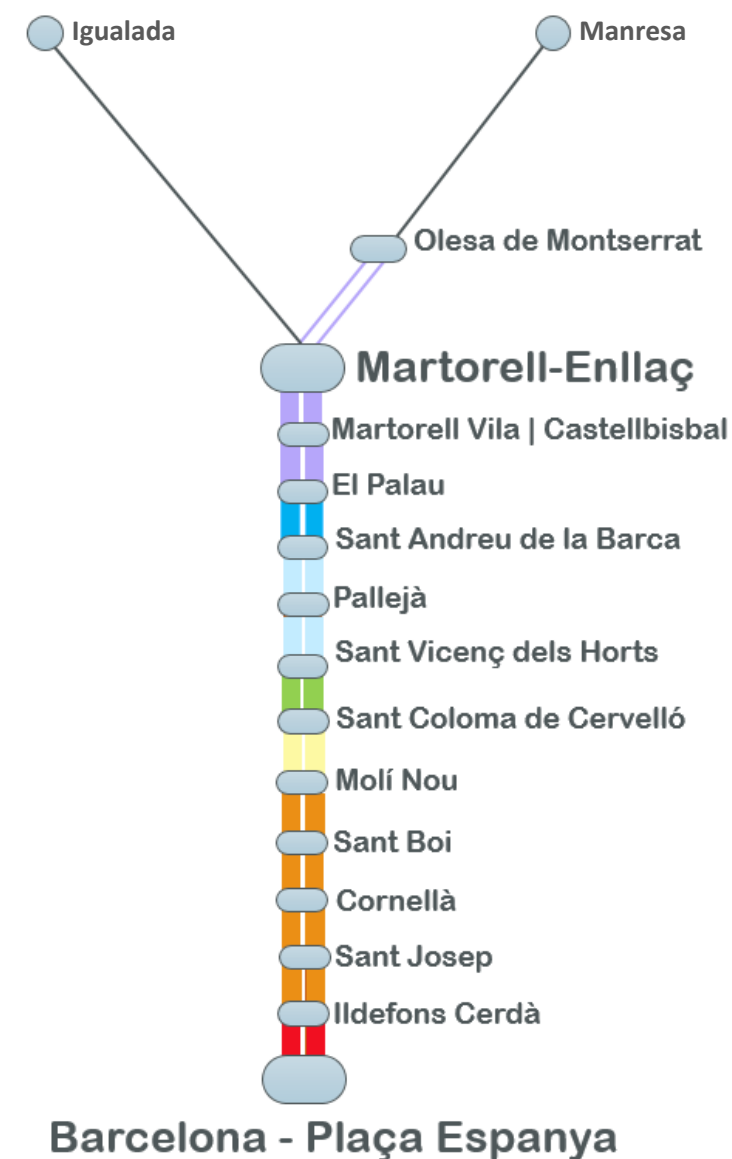 Igualada
Manresa
Olesa de Montserrat
Martorell-Enllaç
Martorell Vila | Castellbisbal
El Palau
Sant Andreu de la Barca
Pallejà
Sant Vicenç dels Horts
Sant Coloma de Cervelló
Molí Nou
Sant Boi
Cornellà
Sant Josep
Ildefons Cerdà
Barcelona - Plaça Espanya